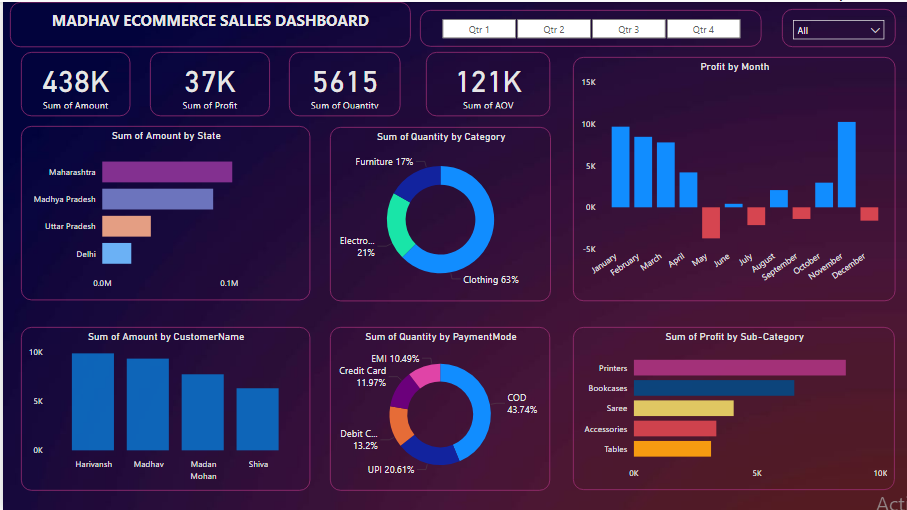 MADHAV ECOMMERCE SALLES DASHBOARD
Qtr 1
Qtr 2
Qtr 3
Qtr 4
All
438K
Sum of Amount
37K
Sum of Profit
5615
Sum of Quantity
121K
Sum of AOV
Profit by Month
15K
10K
5K
0K
-5K
January
February
March
April
May
June
July
August
September
October
November
December
Sum of Amount by State
Maharashtra
Madhya Pradesh
Uttar Pradesh
Delhi
0.0M
0.1M
Sum of Quantity by Category
Furniture 17%
Electro...
21%
Clothing 63%
Sum of Amount by CustomerName
10K
5K
0K
Harivansh
Madhav
Madan
Mohan
Shiva
Sum of Quantity by PaymentMode
EMI 10.49%
Credit Card
11.97%
Debit C...
13.2%
UPI 20.61%
COD
43.74%
Sum of Profit by Sub-Category
Printers
Bookcases
Saree
Accessories
Tables
0K
5K
10K
Act